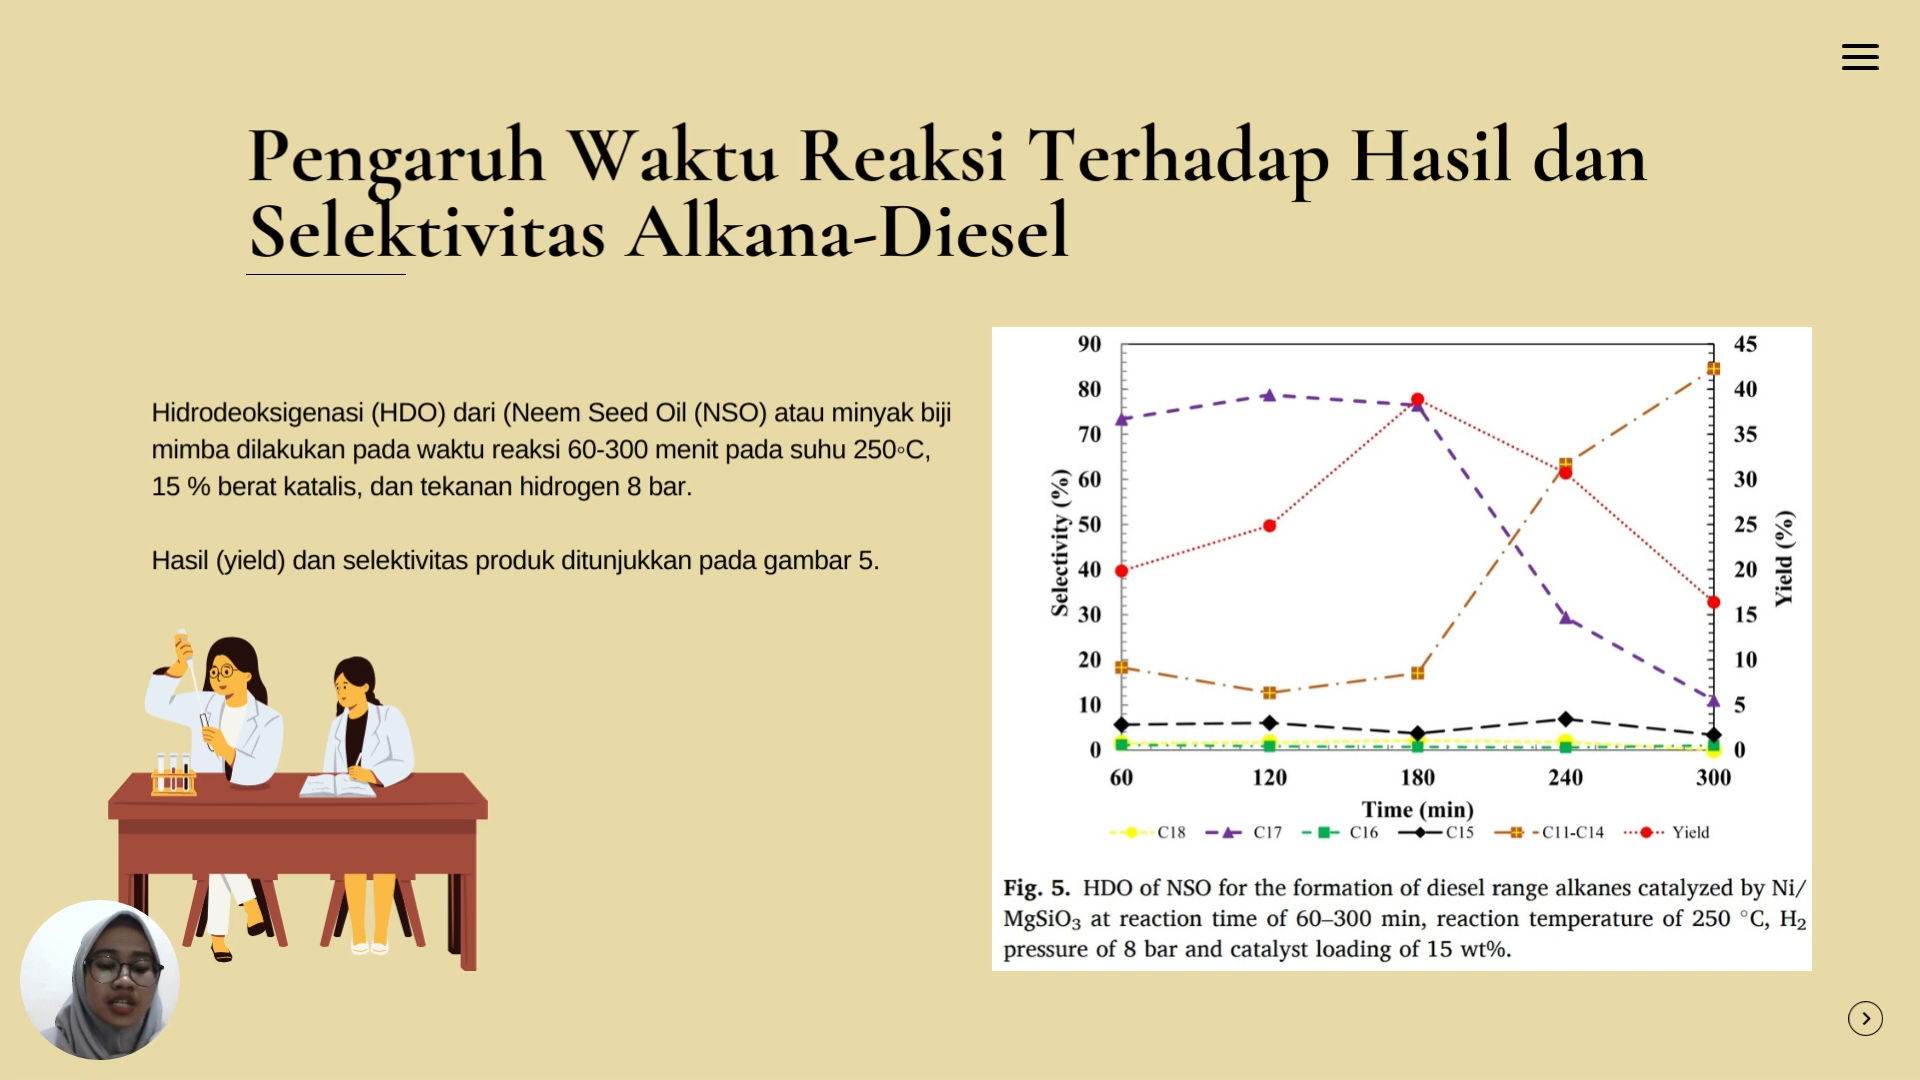 Pengaruh Waktu Reaksi Terhadap Hasil dan
Selektivitas Alkana-Diesel
Hidrodeoksigenasi (HDO) dari (Neem Seed Oil (NSO) atau minyak biji
mimba dilakukan pada waktu reaksi 60-300 menit pada suhu 250◦C,
15 % berat katalis, dan tekanan hidrogen 8 bar.
Hasil (yield) dan selektivitas produk ditunjukkan pada gambar 5.
90
80
70
60
50
40
30
20
10
0
Selectivity (%)
45
40
35
30
25
20
15
10
5
0
Yield (%)
60 120 180 240 300
Time (min)
C18 C17 C16 C15 C11-C14 Yield
Fig. 5. HDO of NSO for the formation of diesel range alkanes catalyzed by Ni/
MgSiO₃ at reaction time of 60–300 min, reaction temperature of 250 °C, H₂
pressure of 8 bar and catalyst loading of 15 wt%.